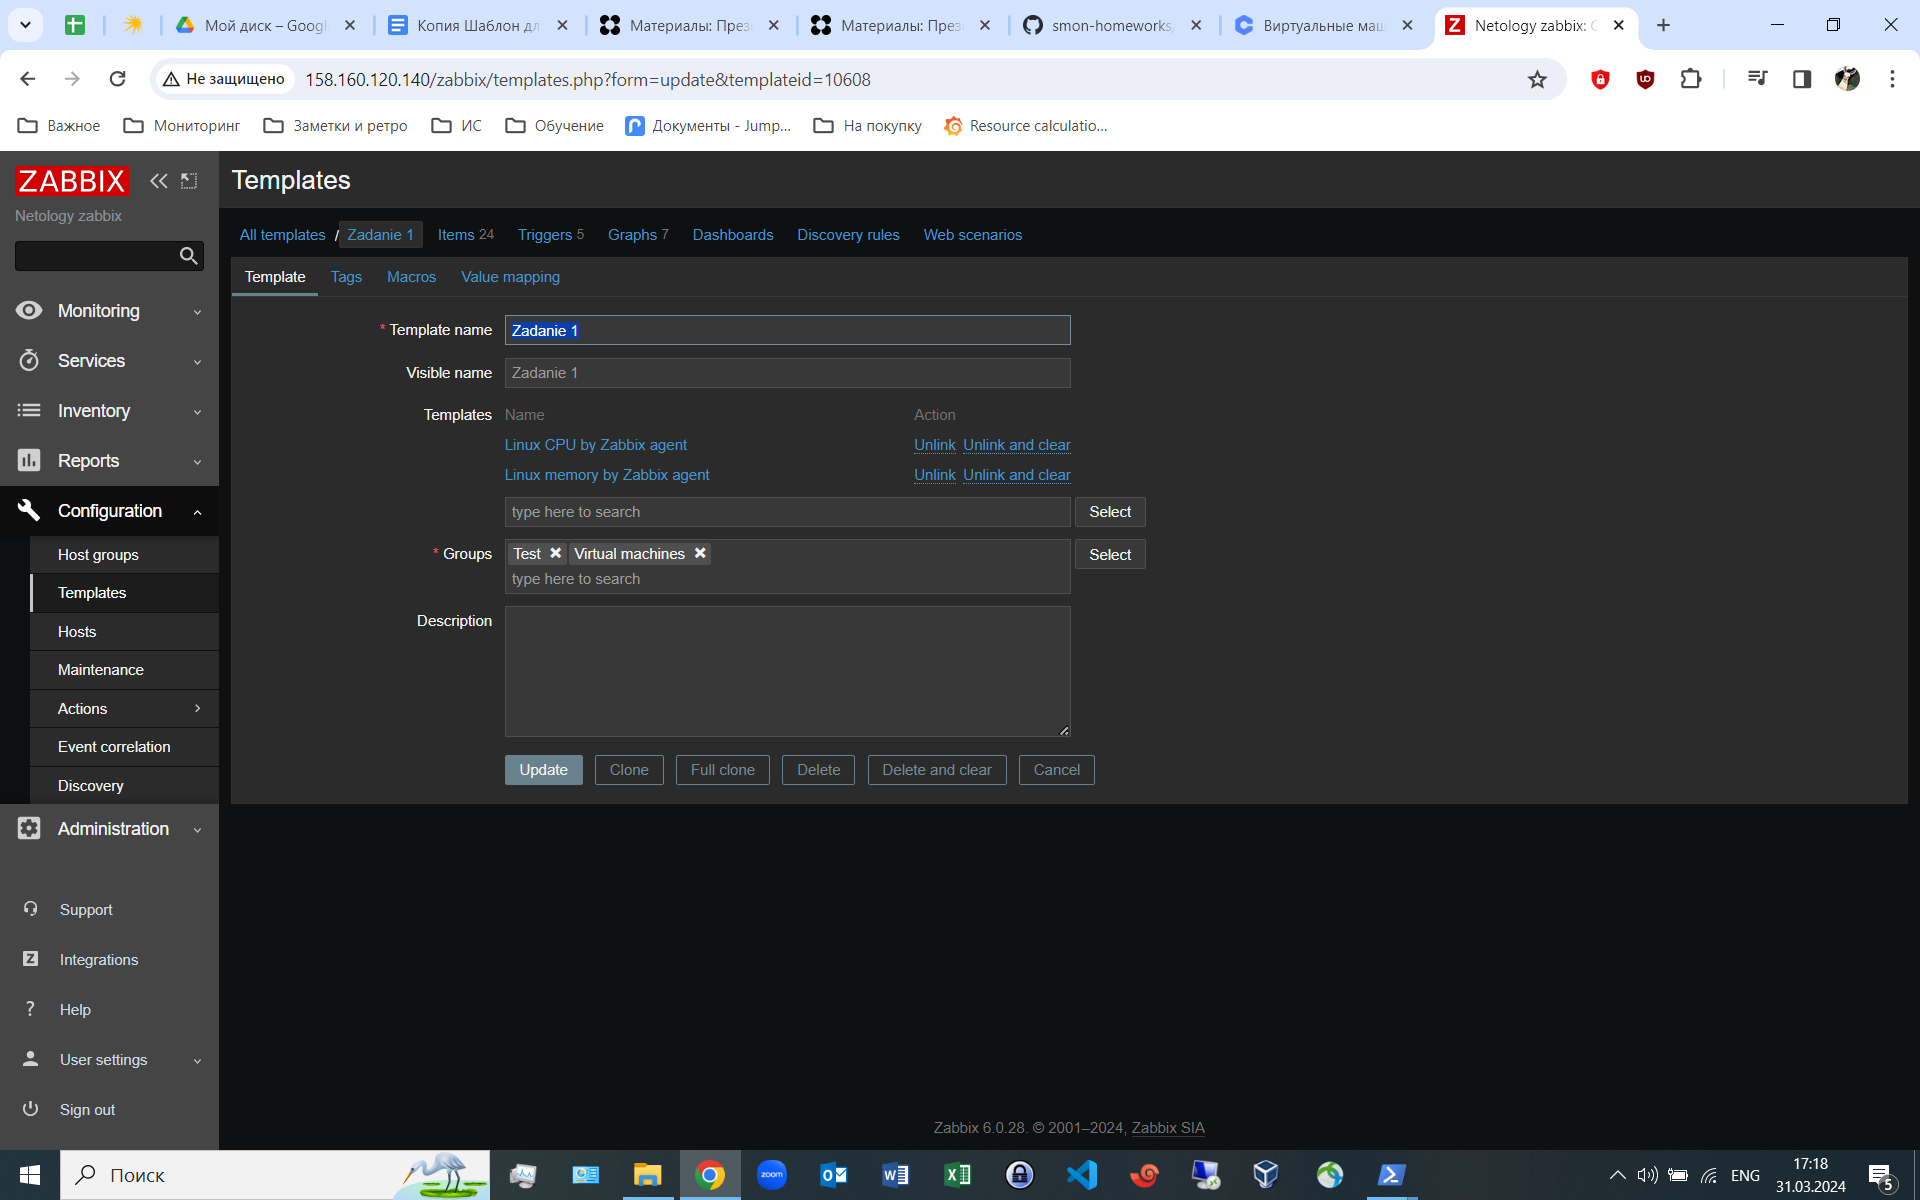 Мой диск – Googl
Копия Шаблон дл
Материалы: През
Материалы: През
smon-homeworks/
Виртуальные маш
Netology zabbix: C
Не защищено
158.160.120.140/zabbix/templates.php?form=update&templateid=10608
Важное
Мониторинг
Заметки и ретро
ИС
Обучение
Документы - Jump...
На покупку
Resource calculatio...
ZABBIX
Netology zabbix
Monitoring
Services
Inventory
Reports
Configuration
Host groups
Templates
Hosts
Maintenance
Actions
Event correlation
Discovery
Administration
Support
Integrations
Help
User settings
Sign out
Templates
All templates / Zadanie 1 Items 24 Triggers 5 Graphs 7 Dashboards Discovery rules Web scenarios
Template Tags Macros Value mapping
* Template name Zadanie 1
Visible name Zadanie 1
Templates Name Action
Linux CPU by Zabbix agent Unlink Unlink and clear
Linux memory by Zabbix agent Unlink Unlink and clear
type here to search Select
* Groups Test Virtual machines Select
type here to search
Description
Update Clone Full clone Delete Delete and clear Cancel
Zabbix 6.0.28. © 2001–2024, Zabbix SIA
Поиск
zoom
ENG
17:18
31.03.2024
5